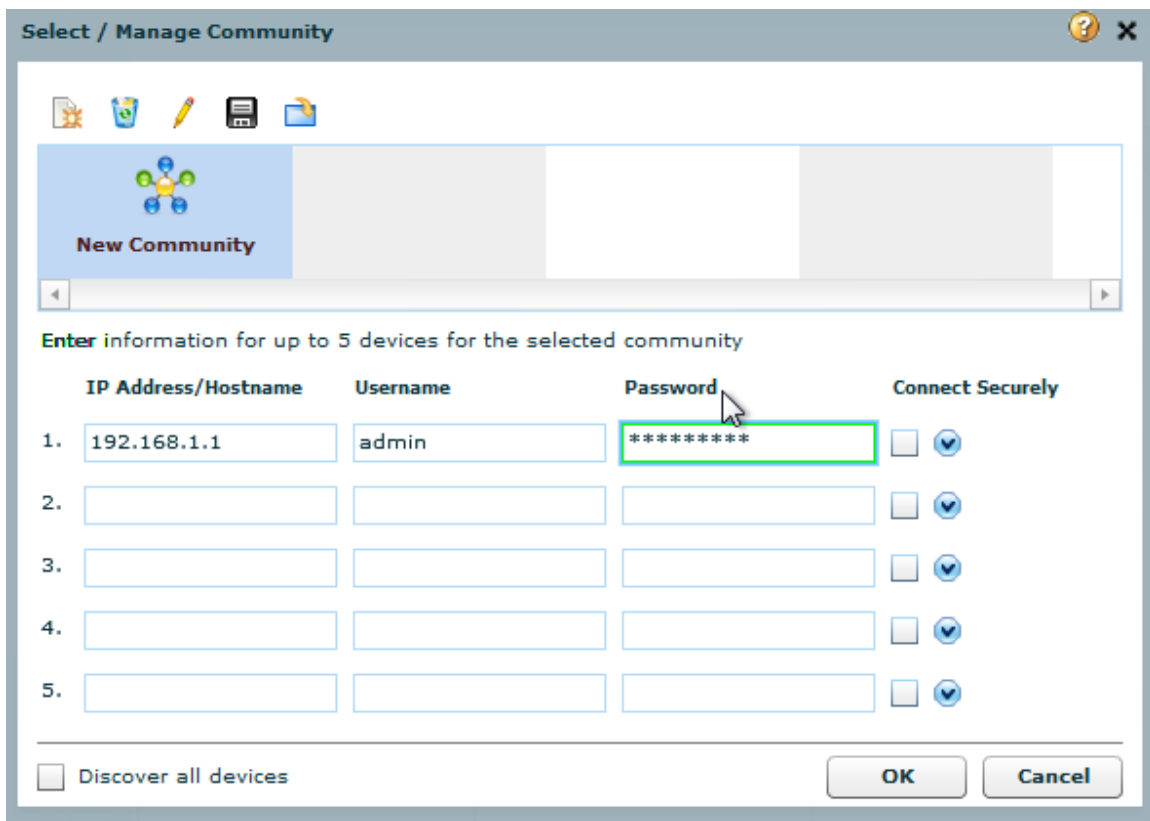 Select / Manage Community
New Community
Enter information for up to 5 devices for the selected community
IP Address/Hostname Username Password Connect Securely
1. 192.168.1.1 admin *********
2.
3.
4.
5.
Discover all devices OK Cancel